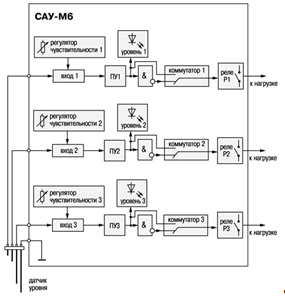 САУ-М6
регулятор
чувствительности 1
уровень 1
вход 1
ПУ1
&
коммутатор 1
реле
Р1
к нагрузке
регулятор
чувствительности 2
уровень 2
вход 2
ПУ2
&
коммутатор 2
реле
Р2
к нагрузке
регулятор
чувствительности 3
уровень 3
вход 3
ПУ3
&
коммутатор 3
реле
Р3
к нагрузке
датчик
уровня